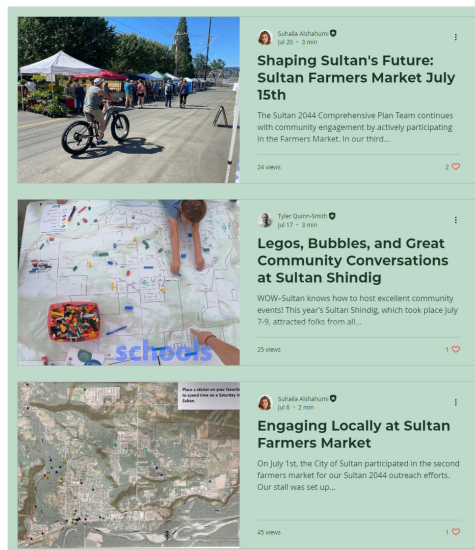 Suhaila Alshahumi
Jul 20 · 3 min
Shaping Sultan's Future:
Sultan Farmers Market July
15th
The Sultan 2044 Comprehensive Plan Team continues
with community engagement by actively participating
in the Farmers Market. In our third...
24 views
2
Tyler Quinn-Smith
Jul 17 · 3 min
Legos, Bubbles, and Great
Community Conversations
at Sultan Shindig
WOW–Sultan knows how to host excellent community
events! This year's Sultan Shindig, which took place July
7-9, attracted folks from all...
25 views
1
schools
Place a sticker on your favorite
to spend time on a Saturday in
Sultan.
Suhaila Alshahumi
Jul 6 · 2 min
Engaging Locally at Sultan
Farmers Market
On July 1st, the City of Sultan participated in the second
farmers market for our Sultan 2044 outreach efforts.
Our stall was set up...
45 views
1